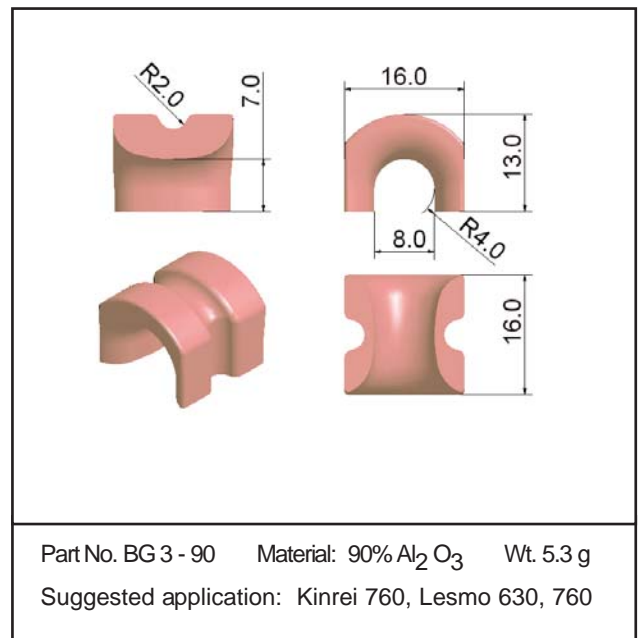 R2.0
7.0
16.0
13.0
8.0
R4.0
16.0
Part No. BG 3 - 90 Material: 90% Al2 O3 Wt. 5.3 g
Suggested application: Kinrei 760, Lesmo 630, 760